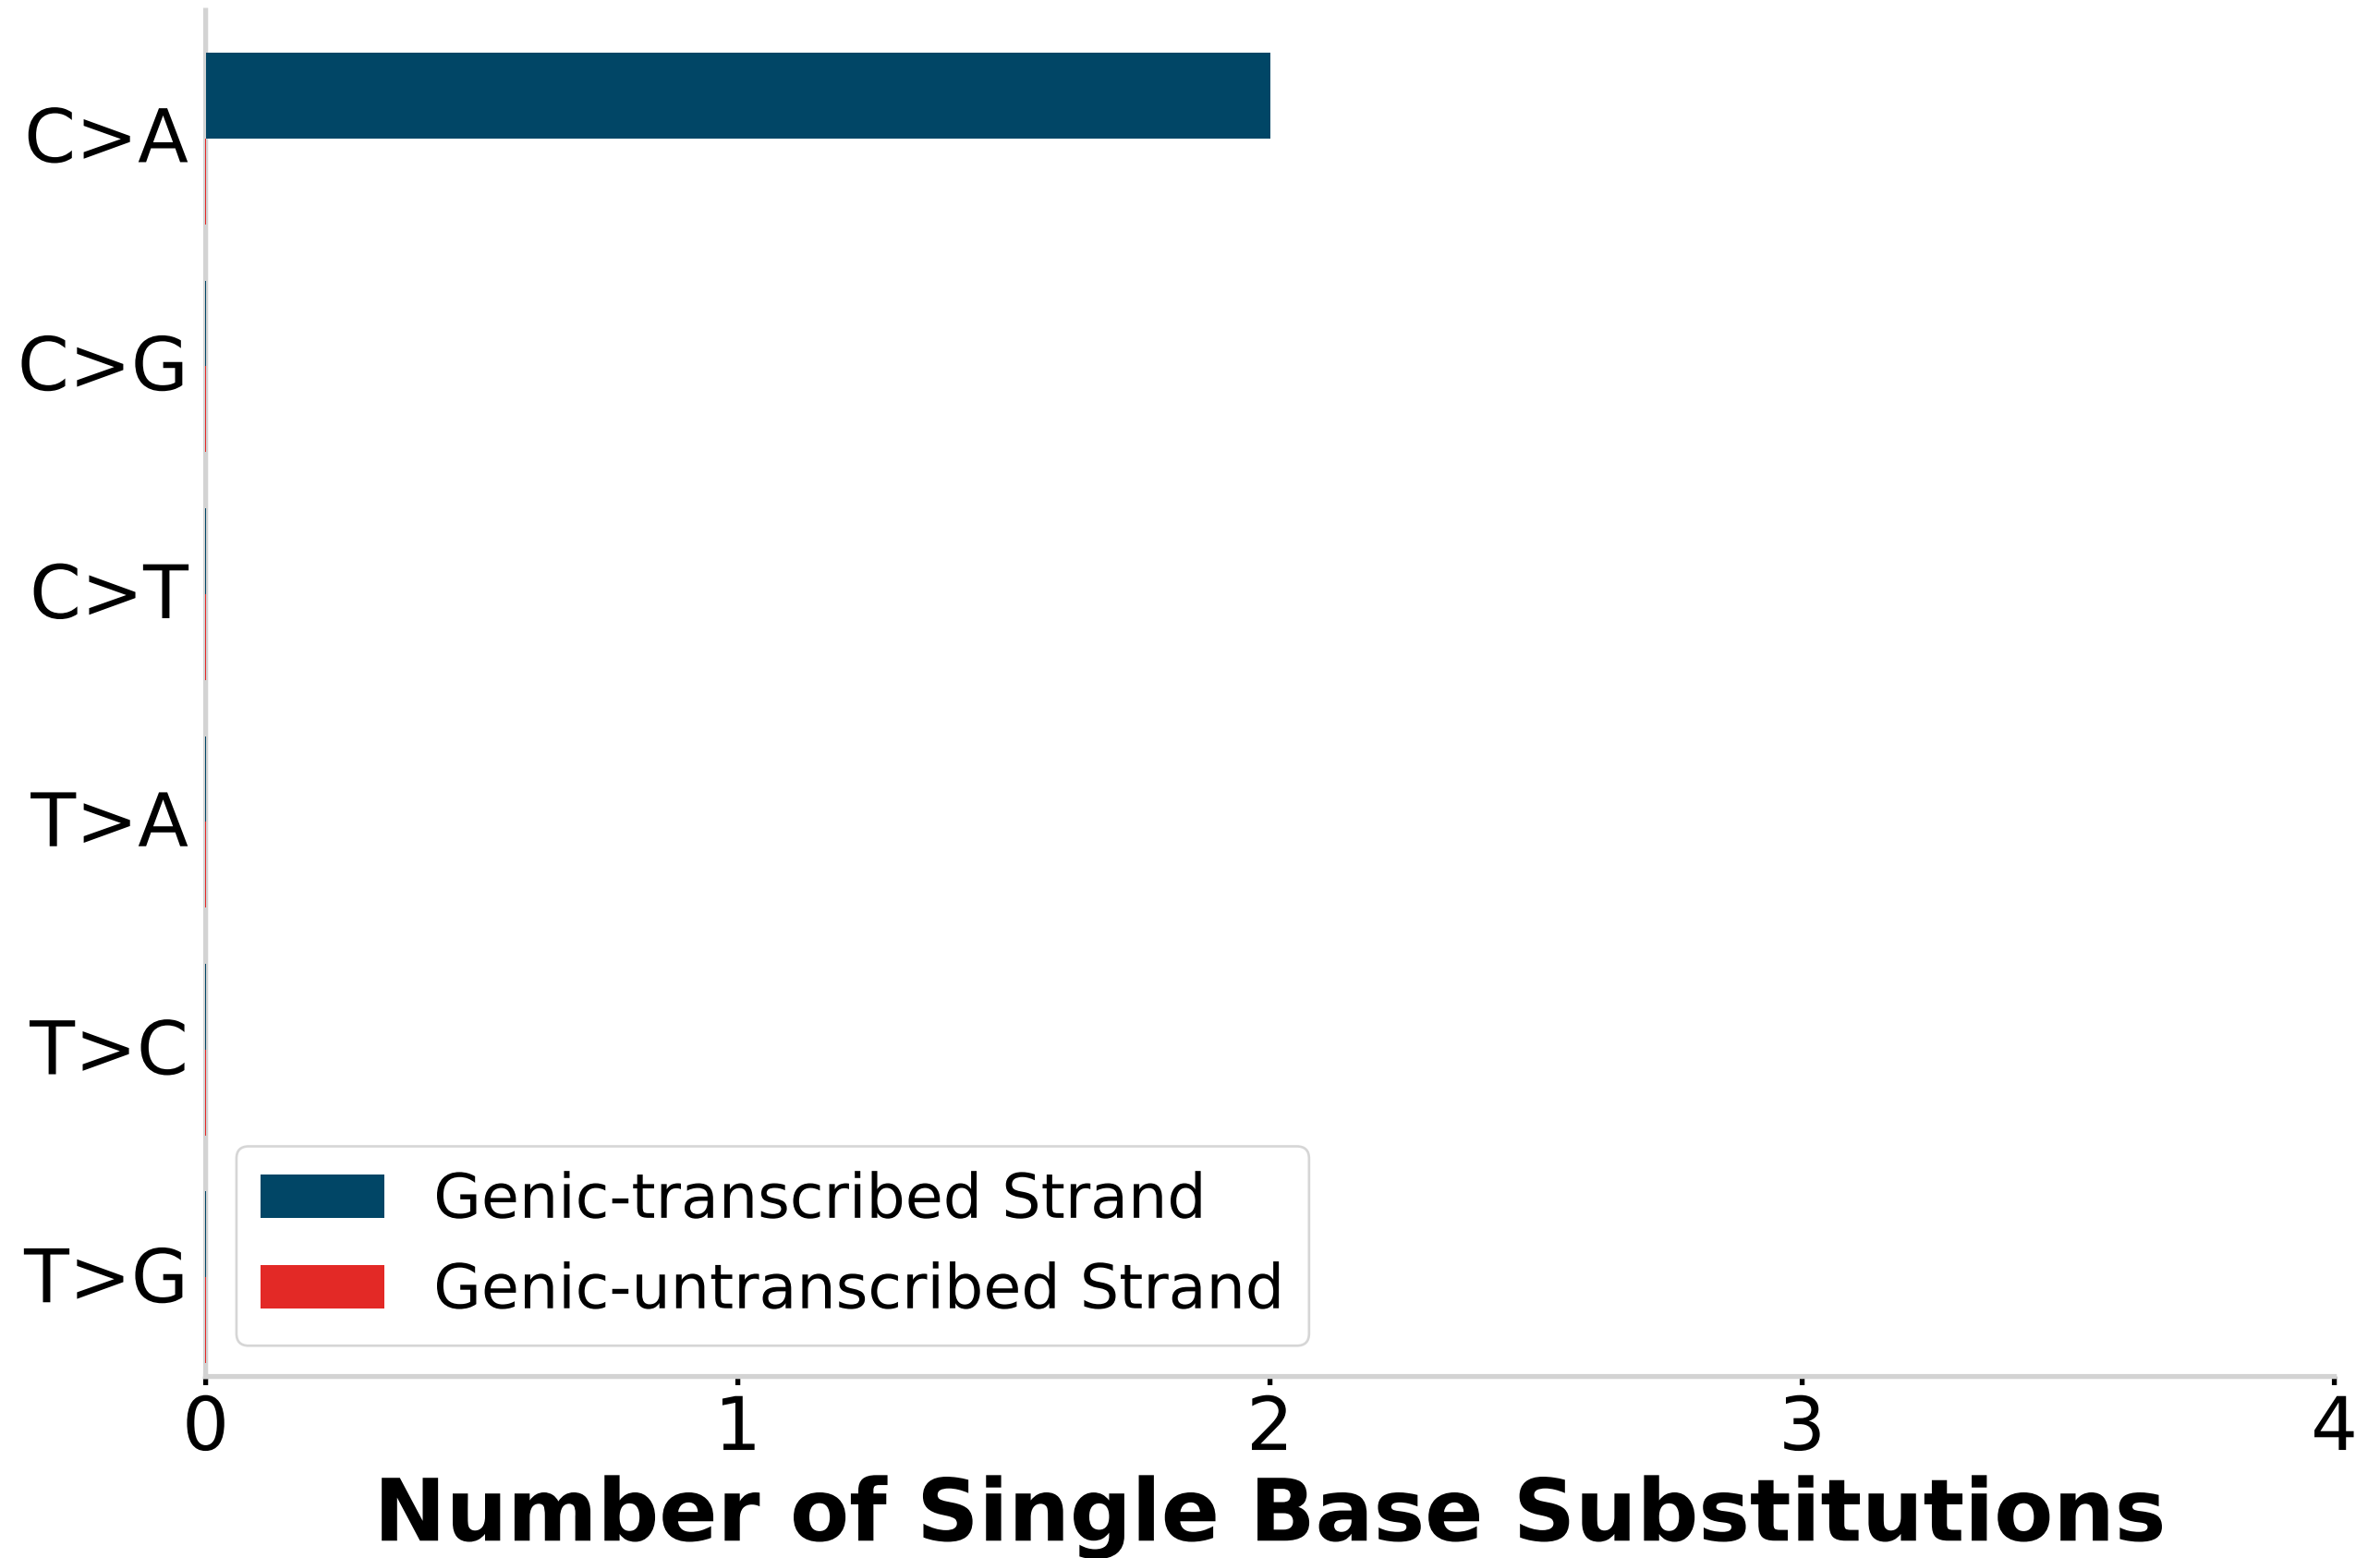 C>A
C>G
C>T
T>A
T>C
T>G
Genic-transcribed Strand
Genic-untranscribed Strand
0 1 2 3 4
Number of Single Base Substitutions